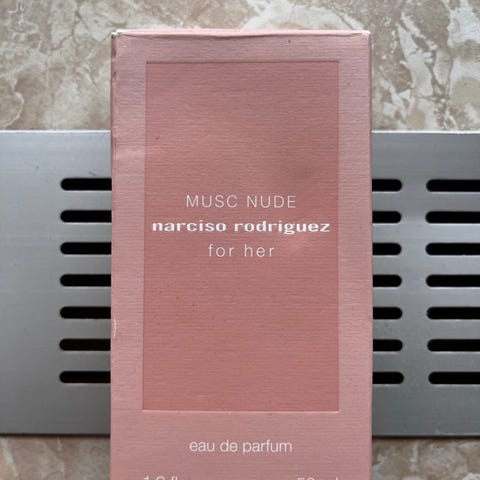 MUSC NUDE
narciso rodriguez
for her
eau de parfum